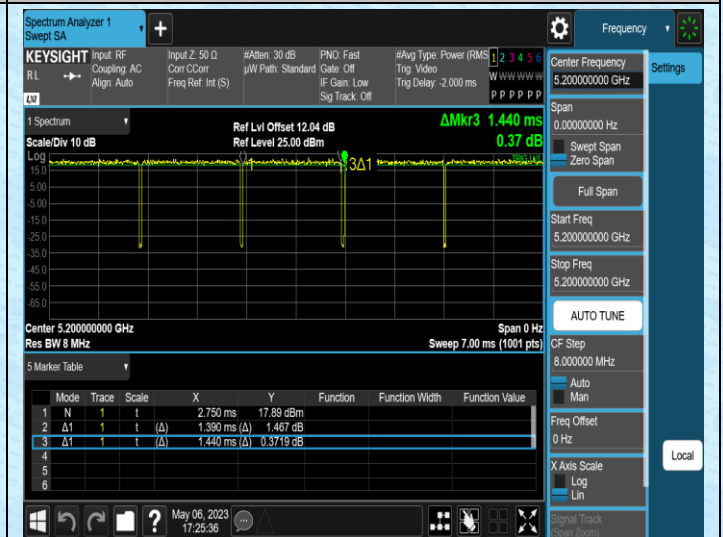 Spectrum Analyzer 1
Swept SA
+
Frequency
KEYSIGHT
RL
LXI
Input: RF
Coupling: AC
Align: Auto
Input Z: 50 Ω
Corr CCorr
Freq Ref: Int (S)
#Atten: 30 dB
µW Path: Standard
PNO: Fast
Gate: Off
IF Gain: Low
Sig Track: Off
#Avg Type: Power (RMS
Trig: Video
Trig Delay: -2.000 ms
1 2 3 4 5 6
W W W W W W
P P P P P P
1 Spectrum
Scale/Div 10 dB
Ref Lvl Offset 12.04 dB
Ref Level 25.00 dBm
ΔMkr3 1.440 ms
0.37 dB
Log
15.0
5.00
-5.00
-15.0
-25.0
-35.0
-45.0
-55.0
-65.0
1
3Δ1
Center 5.200000000 GHz
Res BW 8 MHz
Span 0 Hz
Sweep 7.00 ms (1001 pts)
5 Marker Table
Mode Trace Scale X Y Function Function Width Function Value
1 N 1 t 2.750 ms 17.89 dBm
2 Δ1 1 t (Δ) 1.390 ms (Δ) 1.467 dB
3 Δ1 1 t (Δ) 1.440 ms (Δ) 0.3719 dB
4
5
6
May 06, 2023
17:25:36
?
Center Frequency
5.200000000 GHz
Span
0.00000000 Hz
Swept Span
Zero Span
Full Span
Start Freq
5.200000000 GHz
Stop Freq
5.200000000 GHz
AUTO TUNE
CF Step
8.000000 MHz
Auto
Man
Freq Offset
0 Hz
X Axis Scale
Log
Lin
Signal Track
(Span Zoom)
Settings
Local